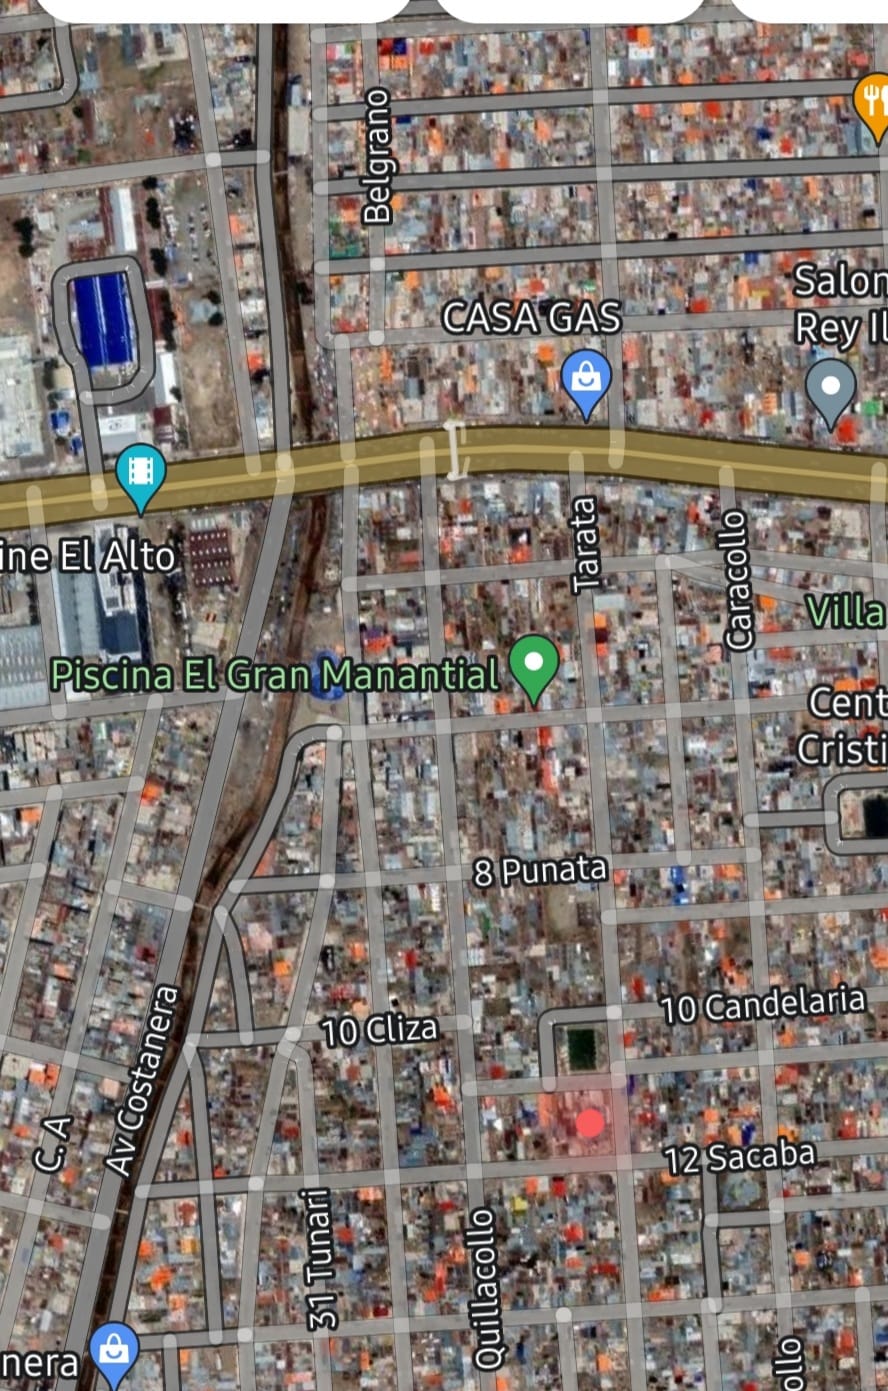 Belgrano
CASA GAS
Salon
Rey Il
ine El Alto
Tarata
Caracollo
Villa
Piscina El Gran Manantial
Cent
Cristi
8 Punata
10 Candelaria
10 Cliza
Av Costanera
C. A
12 Sacaba
31 Tunari
Quillacollo
nera
ollo